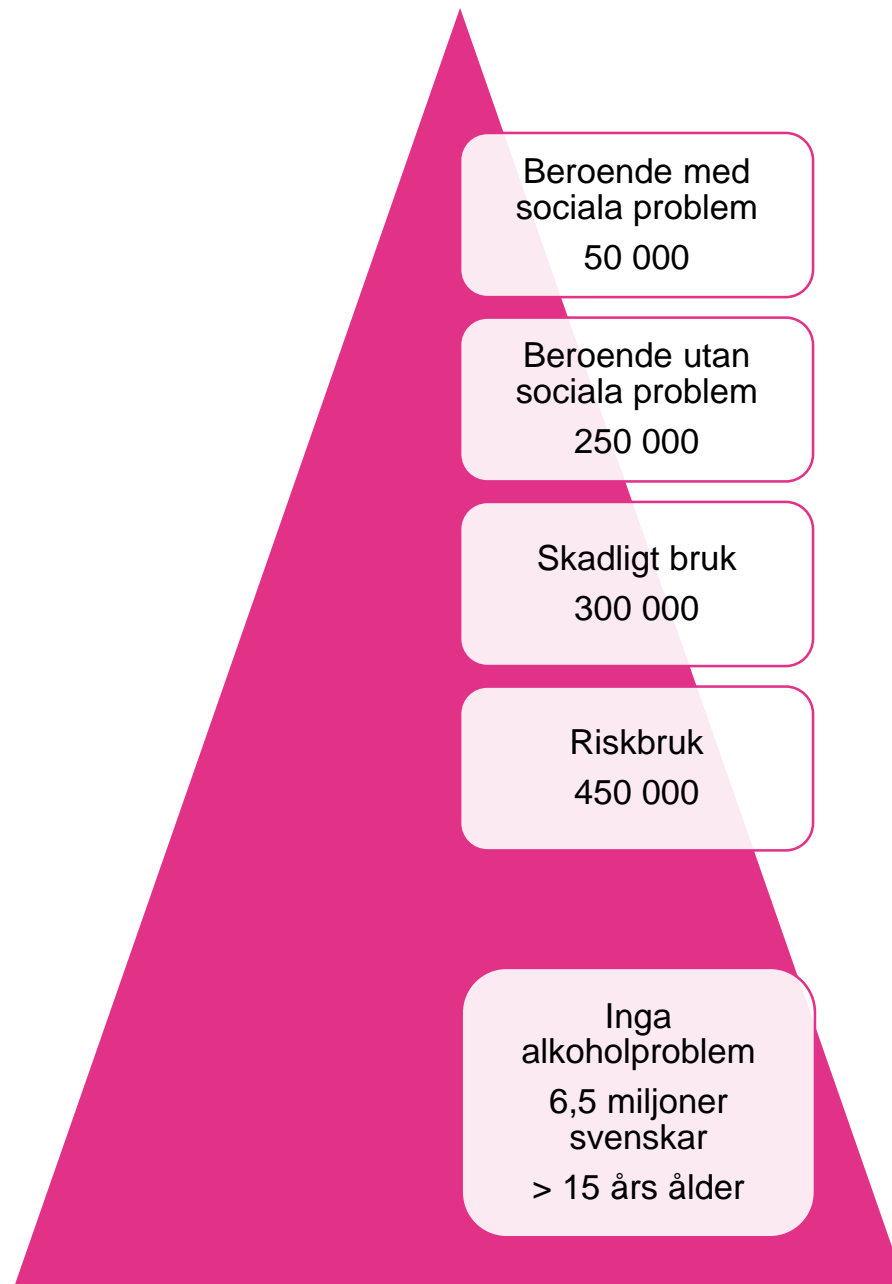 Beroende med
sociala problem
50 000
Beroende utan
sociala problem
250 000
Skadligt bruk
300 000
Riskbruk
450 000
Inga
alkoholproblem
6,5 miljoner
svenskar
> 15 års ålder